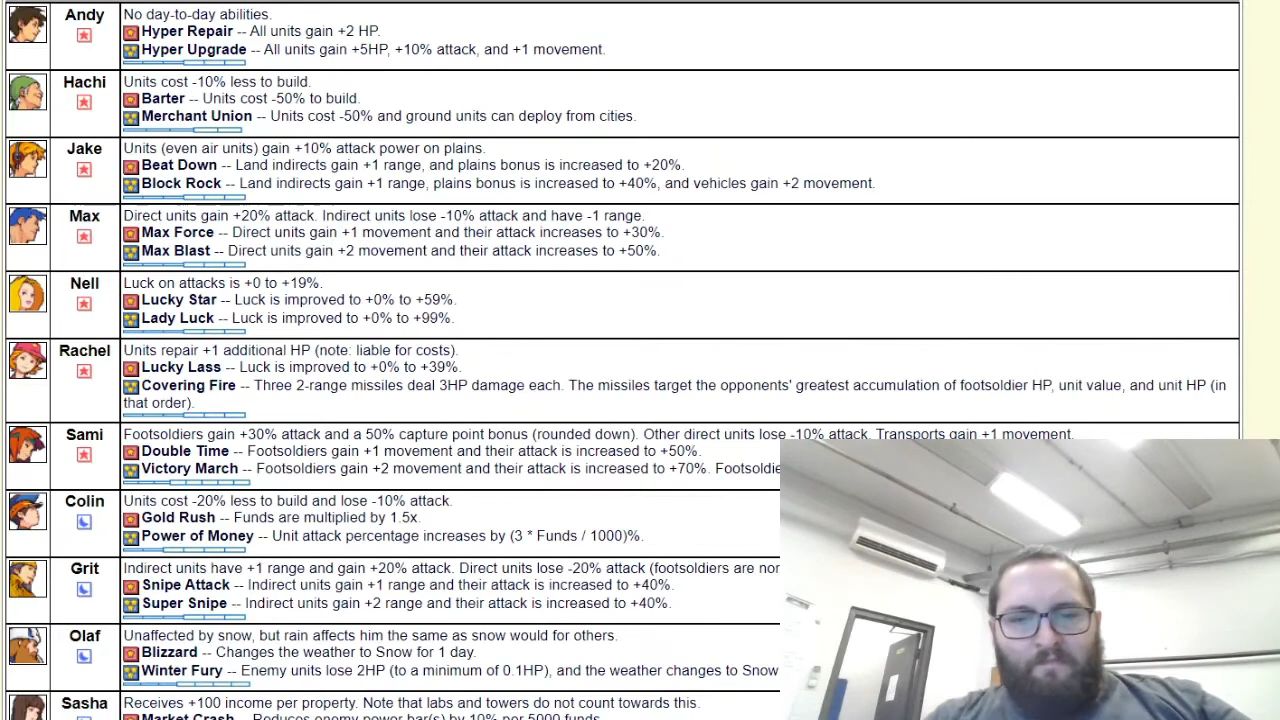 Andy
No day-to-day abilities.
Hyper Repair -- All units gain +2 HP.
Hyper Upgrade -- All units gain +5HP, +10% attack, and +1 movement.
Hachi
Units cost -10% less to build.
Barter -- Units cost -50% to build.
Merchant Union -- Units cost -50% and ground units can deploy from cities.
Jake
Units (even air units) gain +10% attack power on plains.
Beat Down -- Land indirects gain +1 range, and plains bonus is increased to +20%.
Block Rock -- Land indirects gain +1 range, plains bonus is increased to +40%, and vehicles gain +2 movement.
Max
Direct units gain +20% attack. Indirect units lose -10% attack and have -1 range.
Max Force -- Direct units gain +1 movement and their attack increases to +30%.
Max Blast -- Direct units gain +2 movement and their attack increases to +50%.
Nell
Luck on attacks is +0 to +19%.
Lucky Star -- Luck is improved to +0% to +59%.
Lady Luck -- Luck is improved to +0% to +99%.
Rachel
Units repair +1 additional HP (note: liable for costs).
Lucky Lass -- Luck is improved to +0% to +39%.
Covering Fire -- Three 2-range missiles deal 3HP damage each. The missiles target the opponents' greatest accumulation of footsoldier HP, unit value, and unit HP (in
that order).
Sami
Footsoldiers gain +30% attack and a 50% capture point bonus (rounded down). Other direct units lose -10% attack. Transports gain +1 movement.
Double Time -- Footsoldiers gain +1 movement and their attack is increased to +50%.
Victory March -- Footsoldiers gain +2 movement and their attack is increased to +70%. Footsoldie
Colin
Units cost -20% less to build and lose -10% attack.
Gold Rush -- Funds are multiplied by 1.5x.
Power of Money -- Unit attack percentage increases by (3 * Funds / 1000)%.
Grit
Indirect units have +1 range and gain +20% attack. Direct units lose -20% attack (footsoldiers are nor
Snipe Attack -- Indirect units gain +1 range and their attack is increased to +40%.
Super Snipe -- Indirect units gain +2 range and their attack is increased to +40%.
Olaf
Unaffected by snow, but rain affects him the same as snow would for others.
Blizzard -- Changes the weather to Snow for 1 day.
Winter Fury -- Enemy units lose 2HP (to a minimum of 0.1HP), and the weather changes to Snow
Sasha
Receives +100 income per property. Note that labs and towers do not count towards this.
Market Crash -- Reduces enemy power bar(s) by 10% per 5000 funds.